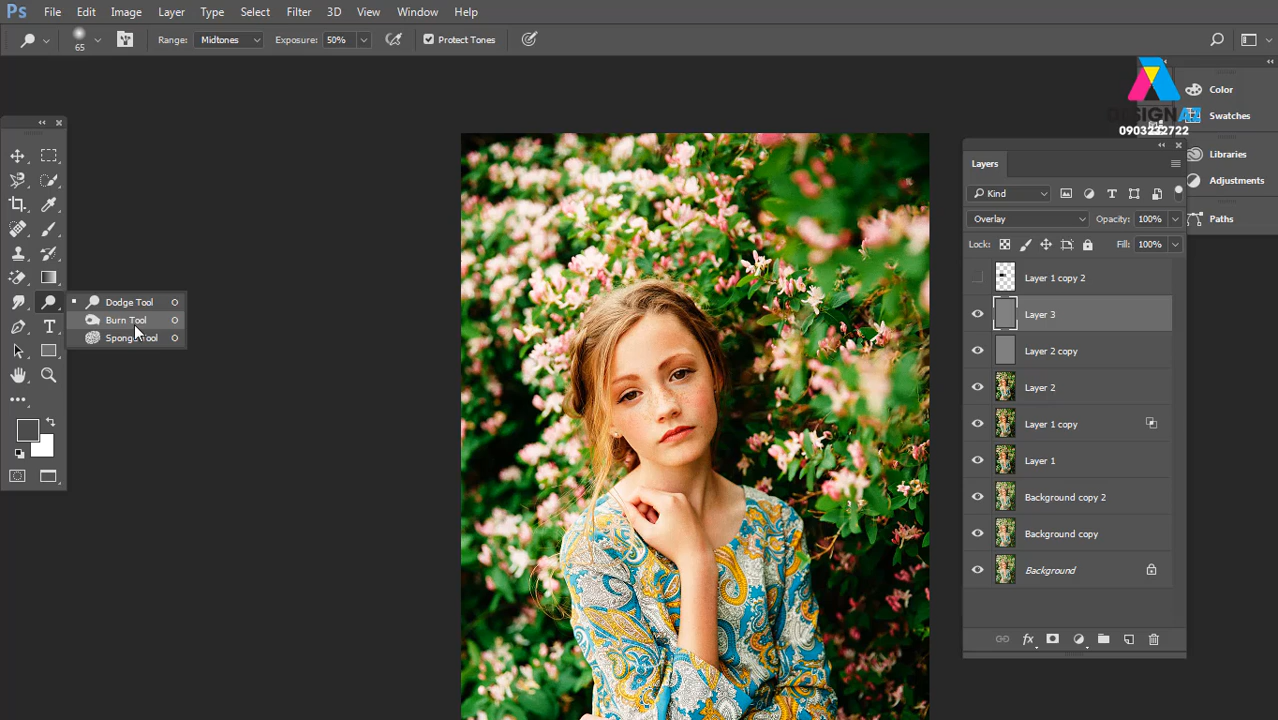 Ps File Edit Image Layer Type Select Filter 3D View Window Help
65 Range: Midtones Exposure: 50% Protect Tones
Color
Swatches
0903222722
Libraries
Adjustments
Paths
Layers
Kind
Overlay Opacity: 100%
Lock: Fill: 100%
Layer 1 copy 2
Layer 3
Layer 2 copy
Layer 2
Layer 1 copy
Layer 1
Background copy 2
Background copy
Background
Dodge Tool O
Burn Tool O
Sponge Tool O